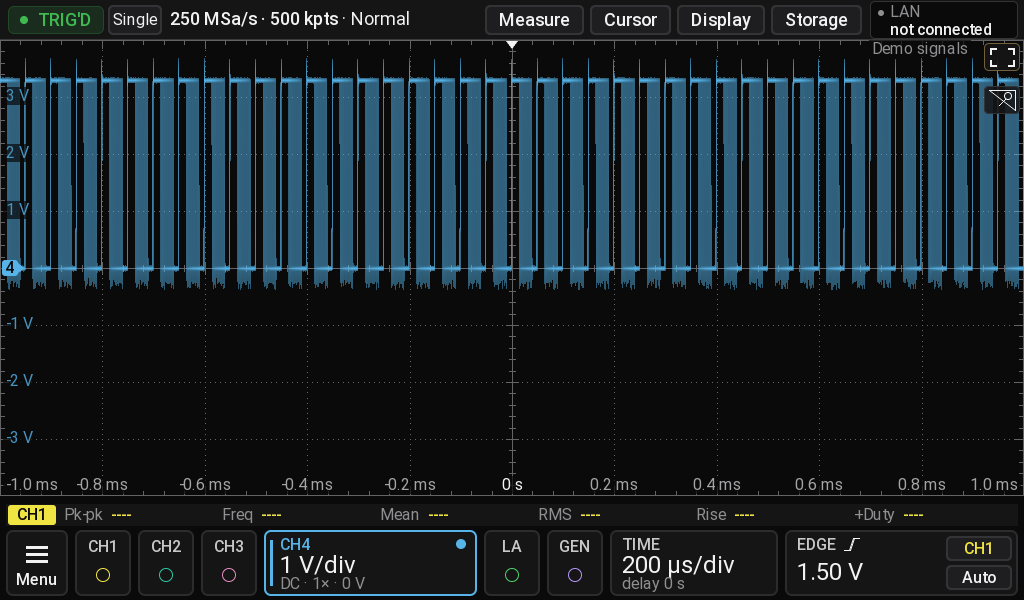 TRIG'D Single 250 MSa/s · 500 kpts · Normal Measure Cursor Display Storage LAN
not connected
Demo signals
3 V
2 V
1 V
4
-1 V
-2 V
-3 V
-1.0 ms -0.8 ms -0.6 ms -0.4 ms -0.2 ms 0 s 0.2 ms 0.4 ms 0.6 ms 0.8 ms 1.0 ms
CH1 Pk-pk ---- Freq ---- Mean ---- RMS ---- Rise ---- +Duty ----
Menu CH1 CH2 CH3 CH4 LA GEN TIME EDGE CH1
1 V/div 200 µs/div 1.50 V
DC · 1× · 0 V delay 0 s Auto